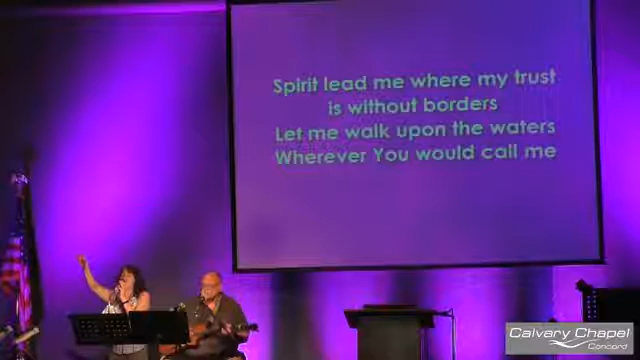 Spirit lead me where my trust
is without borders
Let me walk upon the waters
Wherever You would call me
Calvary Chapel
Concord